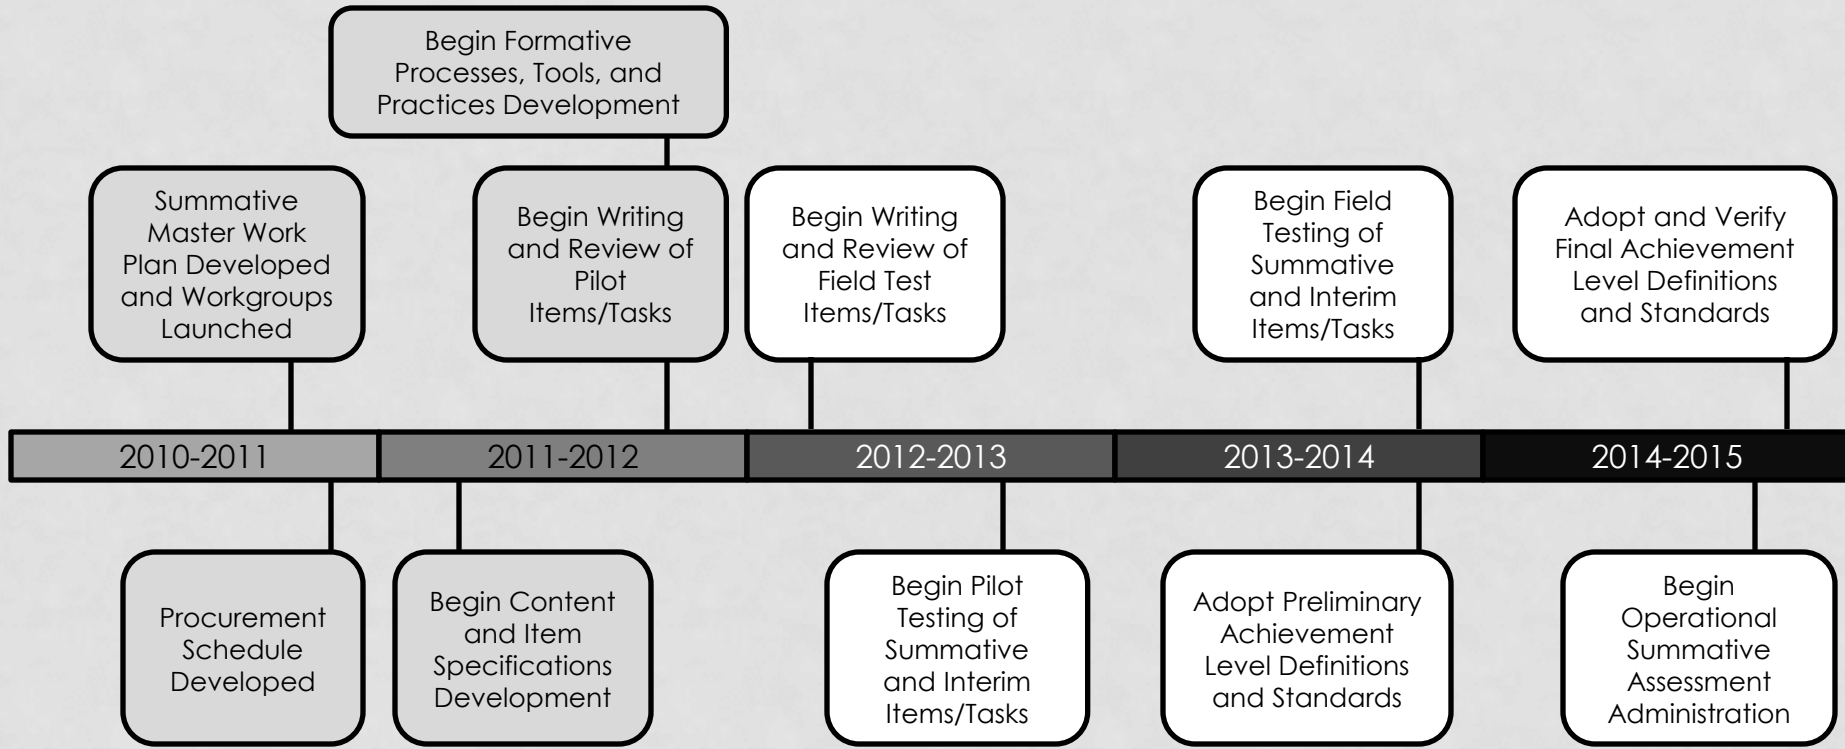 Begin Formative
Processes, Tools, and
Practices Development
Summative
Master Work
Plan Developed
and Workgroups
Launched
Begin Writing
and Review of
Pilot
Items/Tasks
Begin Writing
and Review of
Field Test
Items/Tasks
Begin Field
Testing of
Summative
and Interim
Items/Tasks
Adopt and Verify
Final Achievement
Level Definitions
and Standards
2010-2011
2011-2012
2012-2013
2013-2014
2014-2015
Procurement
Schedule
Developed
Begin Content
and Item
Specifications
Development
Begin Pilot
Testing of
Summative
and Interim
Items/Tasks
Adopt Preliminary
Achievement
Level Definitions
and Standards
Begin
Operational
Summative
Assessment
Administration